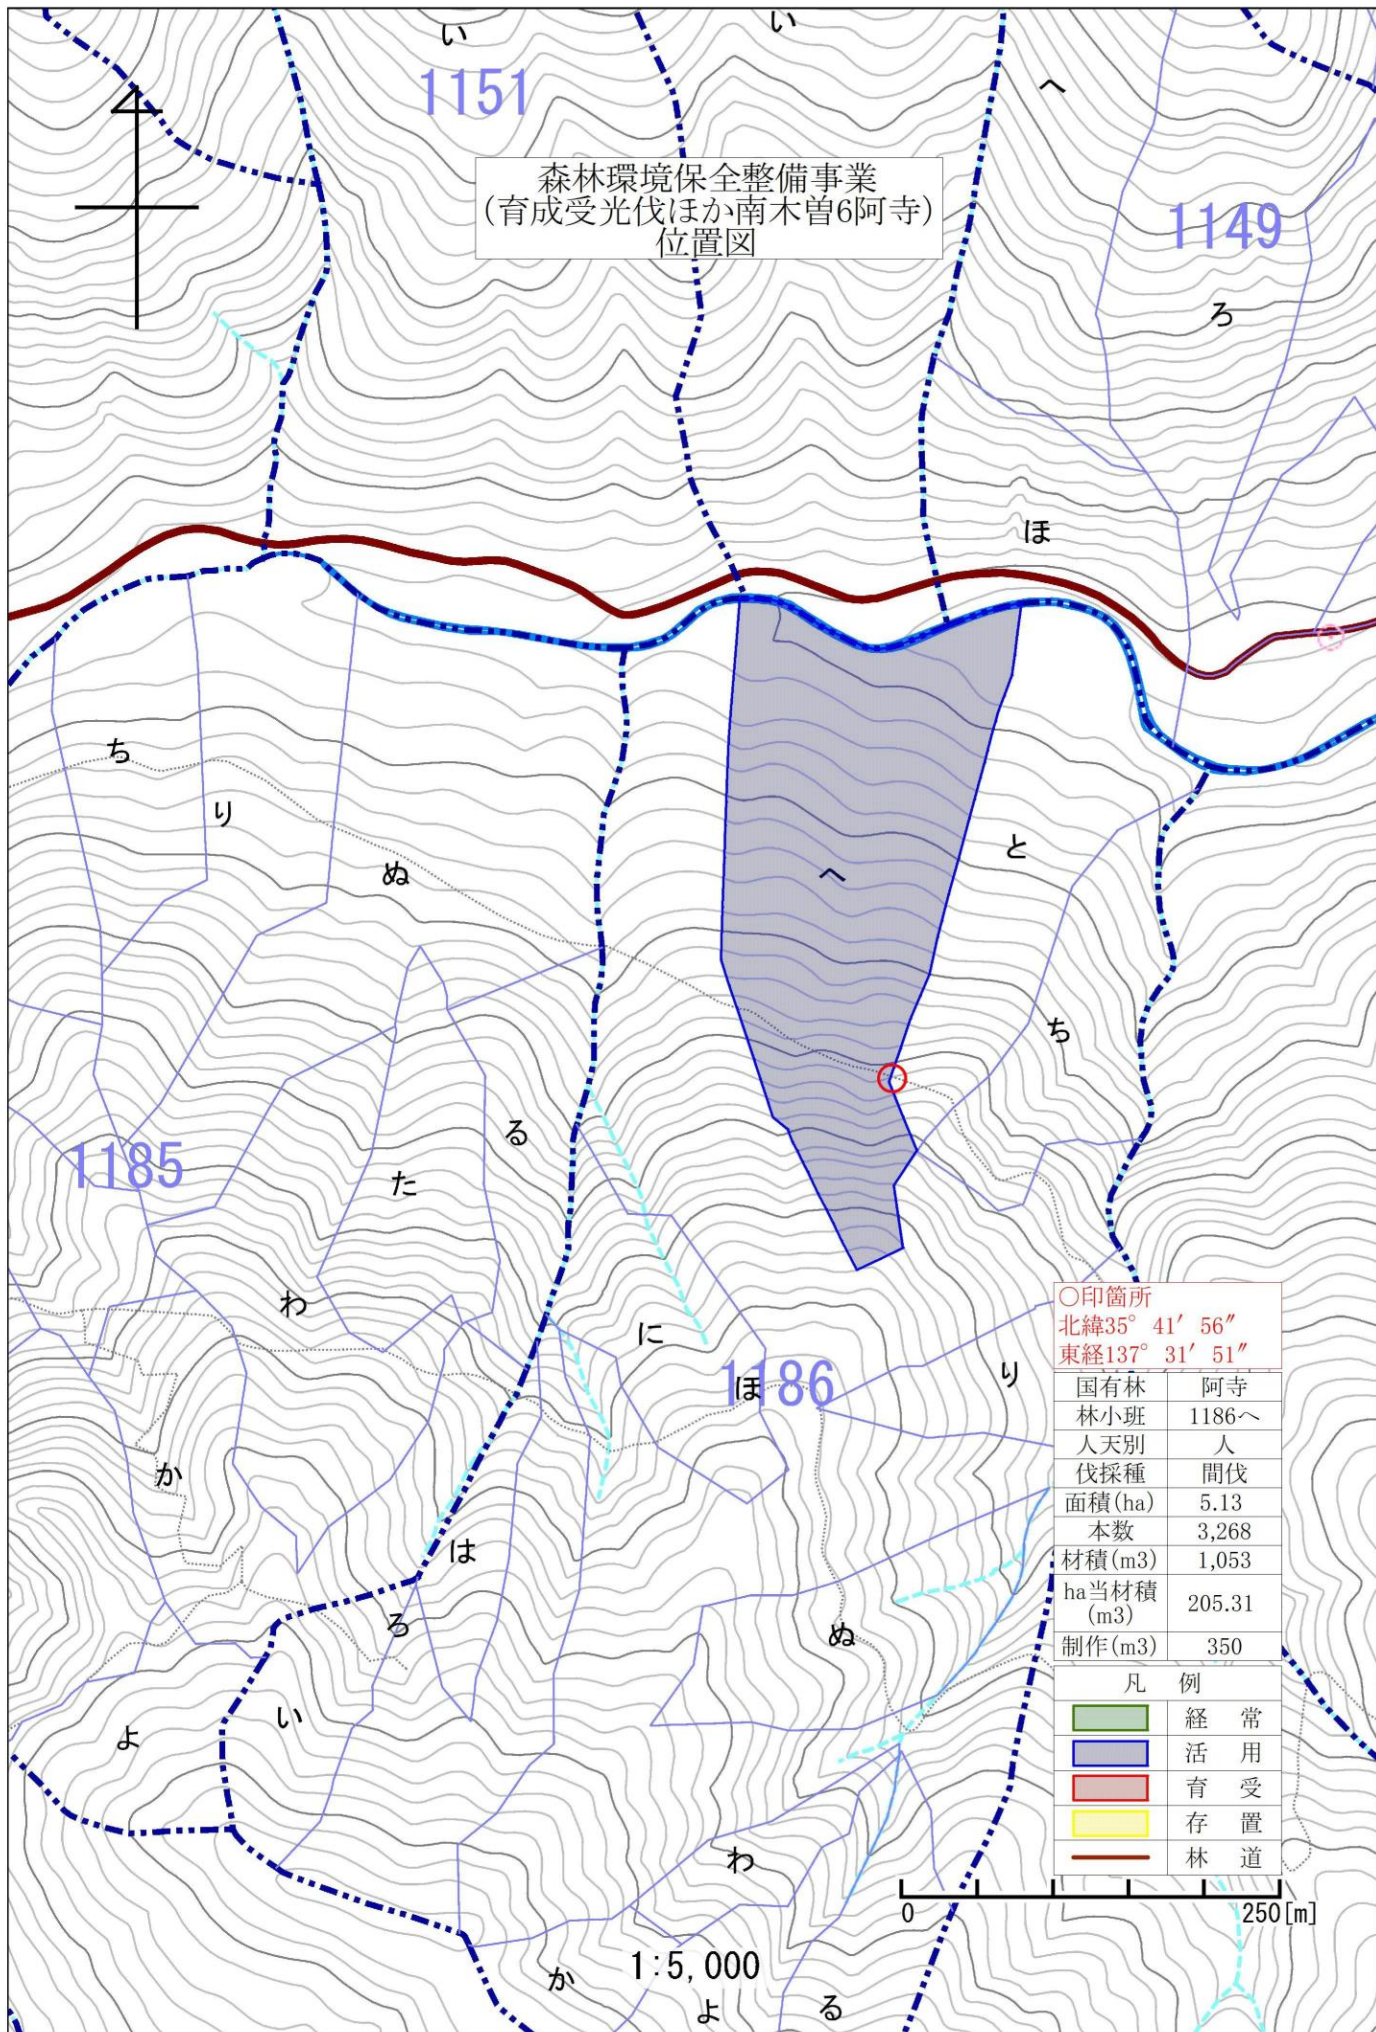 い
い
へ
1151
森林環境保全整備事業
(育成受光伐ほか南木曽6阿寺)
位置図
1149
ろ
ほ
ち
り
ぬ
と
へ
ち
る
1185
た
わ
に
1186
ほ
り
か
は
ろ
ぬ
い
よ
わ
か
よ
る
○印箇所
北緯35° 41′ 56″
東経137° 31′ 51″
国有林 阿寺
林小班 1186へ
人天別 人
伐採種 間伐
面積(ha) 5.13
本数 3,268
材積(m3) 1,053
ha当材積
(m3) 205.31
制作(m3) 350
凡 例
経 常
活 用
育 受
存 置
林 道
0 250[m]
1:5,000